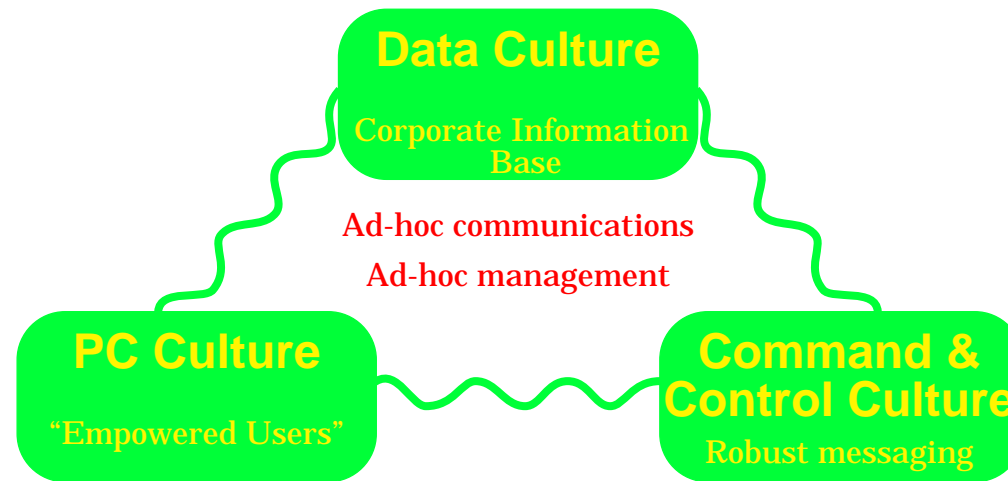 Data Culture
Corporate Information
Base
Ad-hoc communications
Ad-hoc management
PC Culture
“Empowered Users”
Command &
Control Culture
Robust messaging